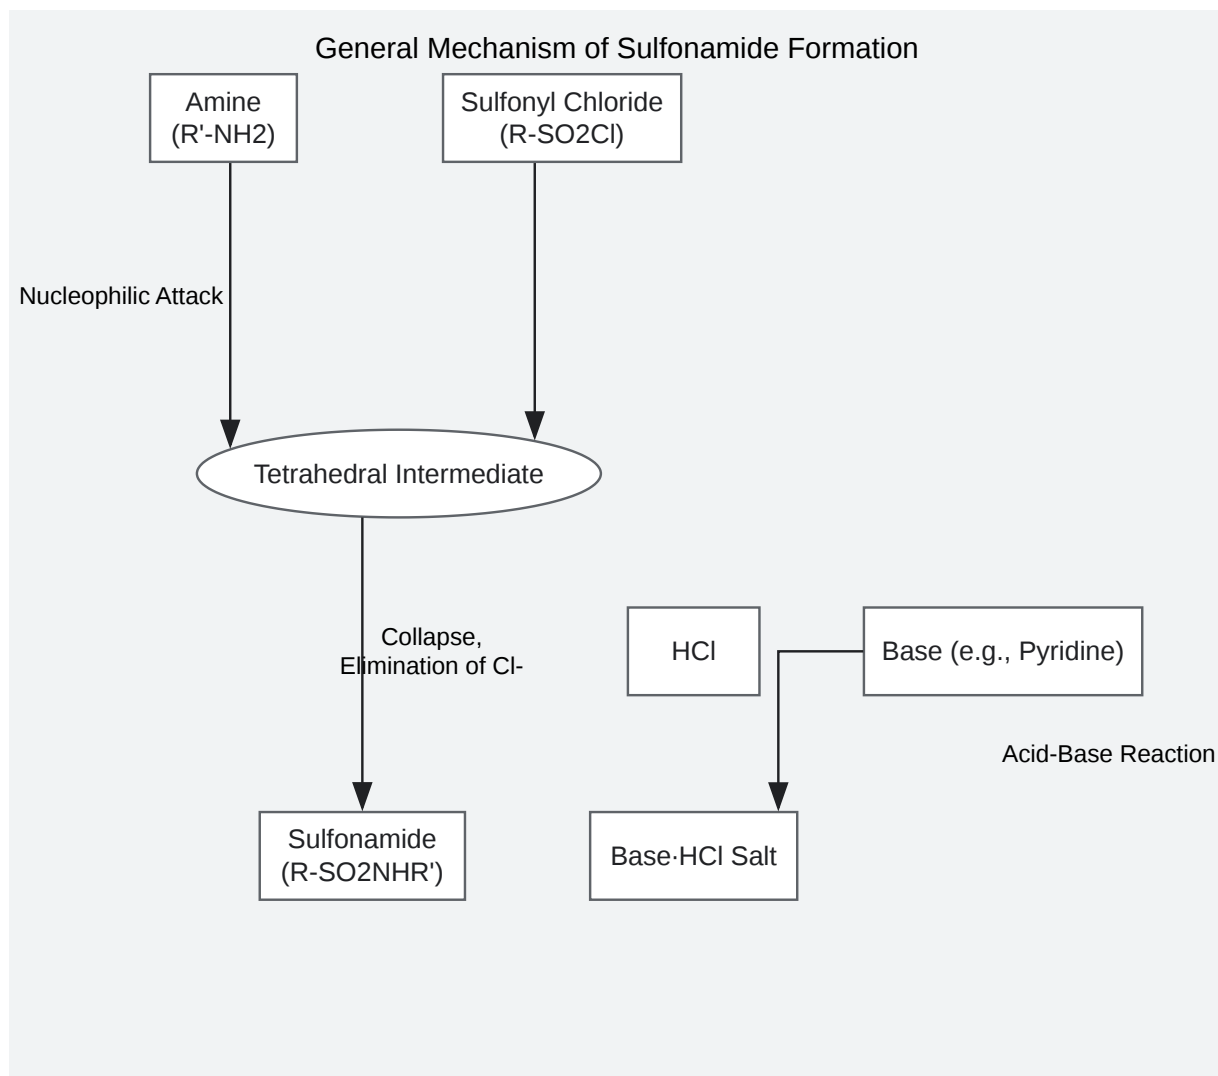 General Mechanism of Sulfonamide Formation
Amine
(R'-NH2)
Sulfonyl Chloride
(R-SO2Cl)
Nucleophilic Attack
Tetrahedral Intermediate
Collapse,
Elimination of Cl-
HCl
Base (e.g., Pyridine)
Acid-Base Reaction
Sulfonamide
(R-SO2NHR')
Base·HCl Salt